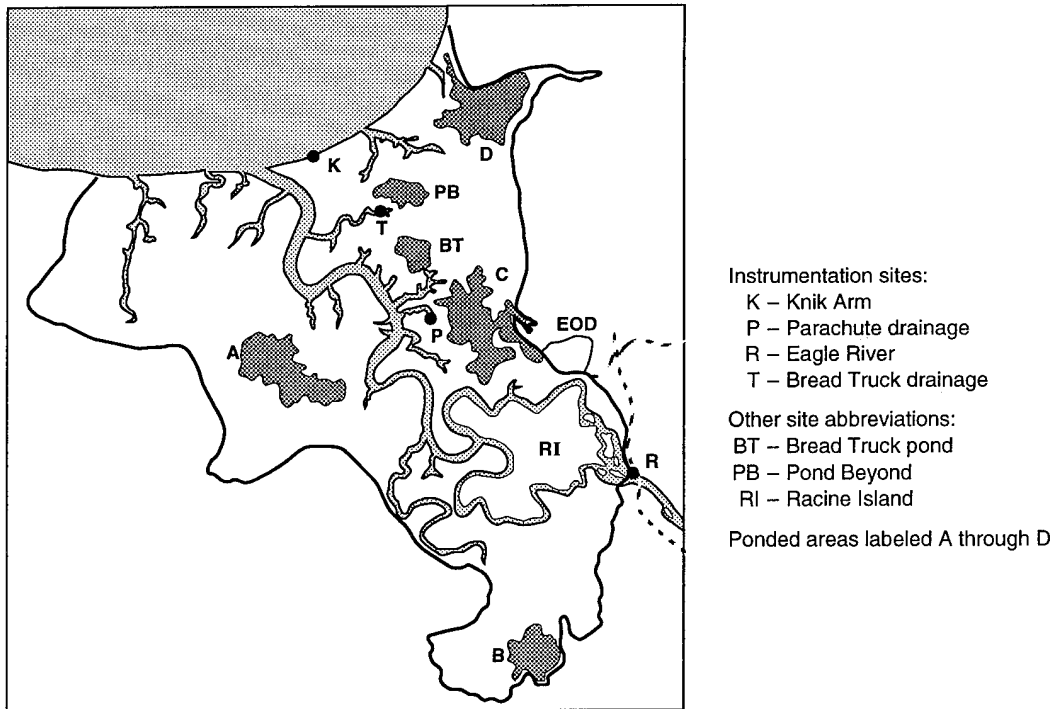 D
K
PB
T
BT
C
P
EOD
A
RI
R
B
Instrumentation sites:
K – Knik Arm
P – Parachute drainage
R – Eagle River
T – Bread Truck drainage
Other site abbreviations:
BT – Bread Truck pond
PB – Pond Beyond
RI – Racine Island
Ponded areas labeled A through D